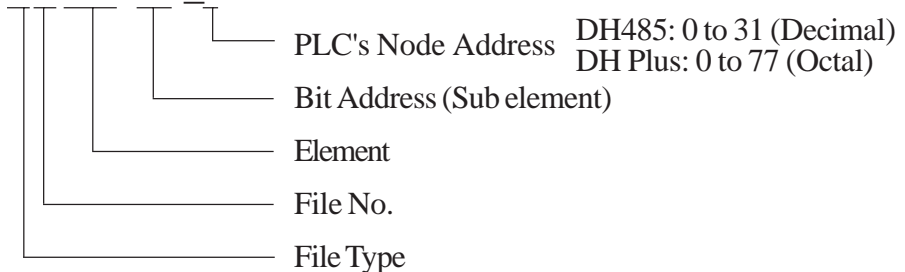 PLC's Node Address DH485: 0 to 31 (Decimal)
DH Plus: 0 to 77 (Octal)
Bit Address (Sub element)
Element
File No.
File Type